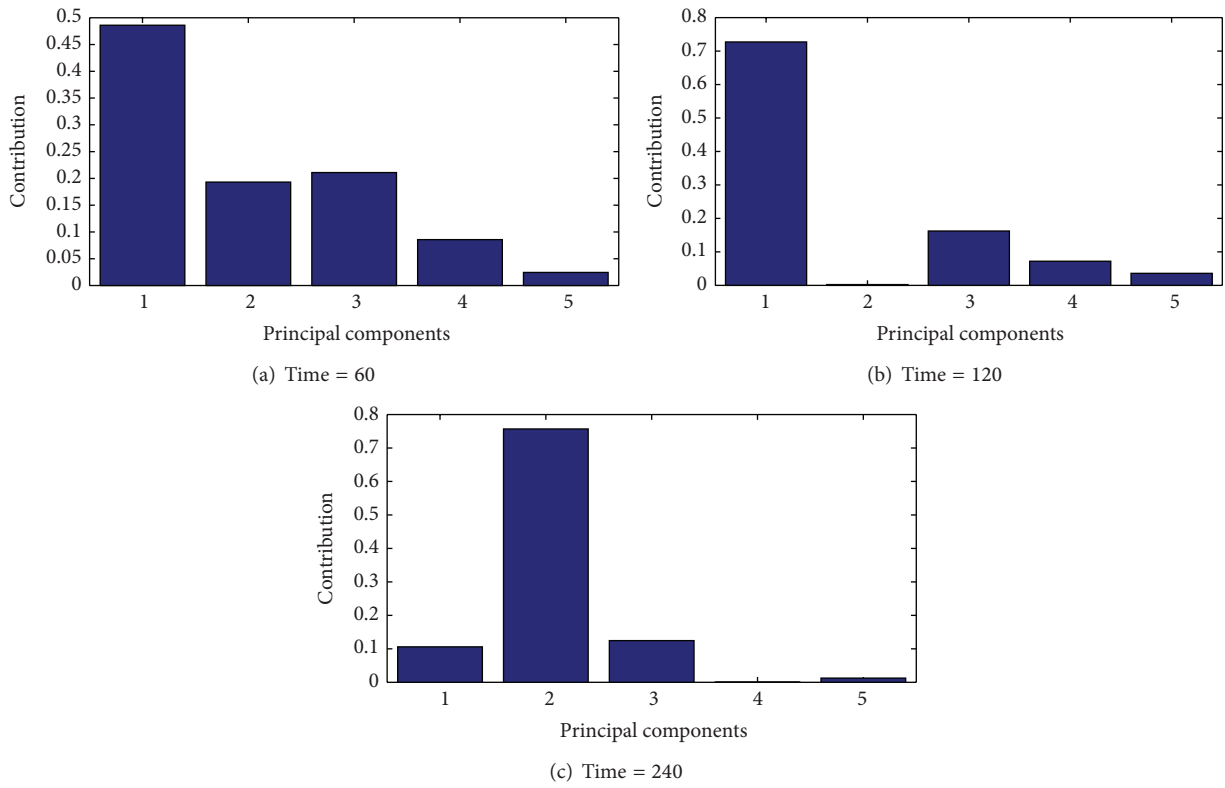 0.5
0.45
0.4
0.35
0.3
0.25
0.2
0.15
0.1
0.05
0
Contribution
1 2 3 4 5
Principal components
(a) Time = 60
0.8
0.7
0.6
0.5
0.4
0.3
0.2
0.1
0
Contribution
1 2 3 4 5
Principal components
(b) Time = 120
0.8
0.7
0.6
0.5
0.4
0.3
0.2
0.1
0
Contribution
1 2 3 4 5
Principal components
(c) Time = 240